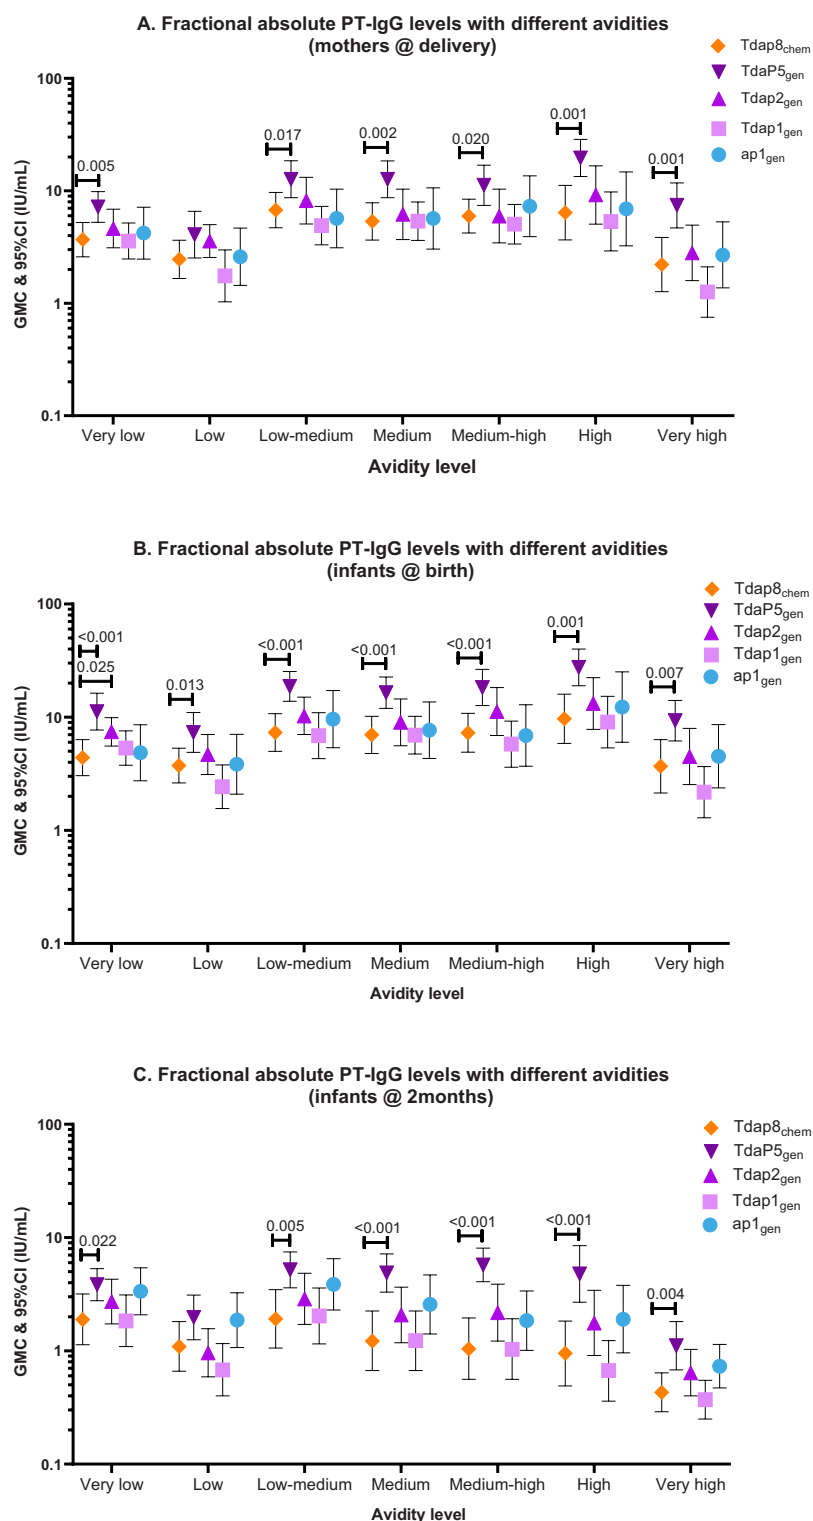 A. Fractional absolute PT-IgG levels with different avidities
(mothers @ delivery)
Tdap8chem
TdaP5gen
Tdap2gen
Tdap1gen
ap1gen
GMC & 95%CI (IU/mL)
100
10
1
0.1
0.005
0.017
0.002
0.020
0.001
0.001
Very low Low Low-medium Medium Medium-high High Very high
Avidity level
B. Fractional absolute PT-IgG levels with different avidities
(infants @ birth)
Tdap8chem
TdaP5gen
Tdap2gen
Tdap1gen
ap1gen
GMC & 95%CI (IU/mL)
100
10
1
0.1
<0.001
0.025
0.013
<0.001
<0.001
<0.001
0.001
0.007
Very low Low Low-medium Medium Medium-high High Very high
Avidity level
C. Fractional absolute PT-IgG levels with different avidities
(infants @ 2months)
Tdap8chem
TdaP5gen
Tdap2gen
Tdap1gen
ap1gen
GMC & 95%CI (IU/mL)
100
10
1
0.1
0.022
0.005
<0.001
<0.001
<0.001
0.004
Very low Low Low-medium Medium Medium-high High Very high
Avidity level